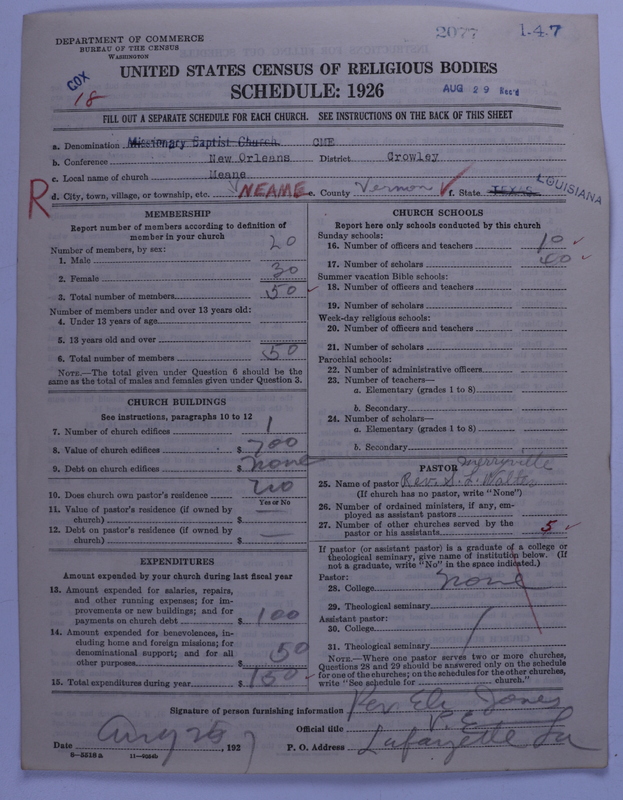 DEPARTMENT OF COMMERCE
BUREAU OF THE CENSUS
WASHINGTON
2077 1-4-7
COX
18
UNITED STATES CENSUS OF RELIGIOUS BODIES
SCHEDULE: 1926
AUG 29 Rec'd
FILL OUT A SEPARATE SCHEDULE FOR EACH CHURCH. SEE INSTRUCTIONS ON THE BACK OF THIS SHEET
a. Denomination Missionary Baptist Church. CME
b. Conference New Orleans District Crowley
c. Local name of church Meane
R d. City, town, village, or township, etc. NEAME e. County Vernon f. State TEXAS LOUISIANA
MEMBERSHIP
Report number of members according to definition of member in your church
Number of members, by sex:
1. Male 20
2. Female 30
3. Total number of members 50
Number of members under and over 13 years old:
4. Under 13 years of age
5. 13 years old and over
6. Total number of members 50
NOTE.—The total given under Question 6 should be the
same as the total of males and females given under Question 3.
CHURCH BUILDINGS
See instructions, paragraphs 10 to 12
7. Number of church edifices 1
8. Value of church edifices $ 700
9. Debt on church edifices $ none
10. Does church own pastor's residence no
Yes or No
11. Value of pastor's residence (if owned by
church) $ —
12. Debt on pastor's residence (if owned by
church) $ —
EXPENDITURES
Amount expended by your church during last fiscal year
13. Amount expended for salaries, repairs,
and other running expenses; for im-
provements or new buildings; and for
payments on church debt $ 100
14. Amount expended for benevolences, in-
cluding home and foreign missions; for
denominational support; and for all
other purposes $ 50
15. Total expenditures during year $ 150
CHURCH SCHOOLS
Report here only schools conducted by this church
Sunday schools:
16. Number of officers and teachers 10
17. Number of scholars 40
Summer vacation Bible schools:
18. Number of officers and teachers
19. Number of scholars
Week-day religious schools:
20. Number of officers and teachers
21. Number of scholars
Parochial schools:
22. Number of administrative officers
23. Number of teachers—
a. Elementary (grades 1 to 8)
b. Secondary
24. Number of scholars—
a. Elementary (grades 1 to 8)
b. Secondary
PASTOR Merryville
25. Name of pastor Rev. S. L.
(If church has no pastor, write "None")
26. Number of ordained ministers, if any, em-
ployed as assistant pastors
27. Number of other churches served by the
pastor or his assistants 5
If pastor (or assistant pastor) is a graduate of a college or
theological seminary, give name of institution below. (If
not a graduate, write "No" in the space indicated.)
Pastor:
28. College none
29. Theological seminary
Assistant pastor:
30. College
31. Theological seminary
NOTE.—Where one pastor serves two or more churches,
Questions 28 and 29 should be answered only on the schedule
for one of the churches; on the schedules for the other churches,
write "See schedule for church."
Signature of person furnishing information Rev. Eli Jones
Official title P. E.
Date Aug 25, 1927 P. O. Address Lafayette La
8—5518a